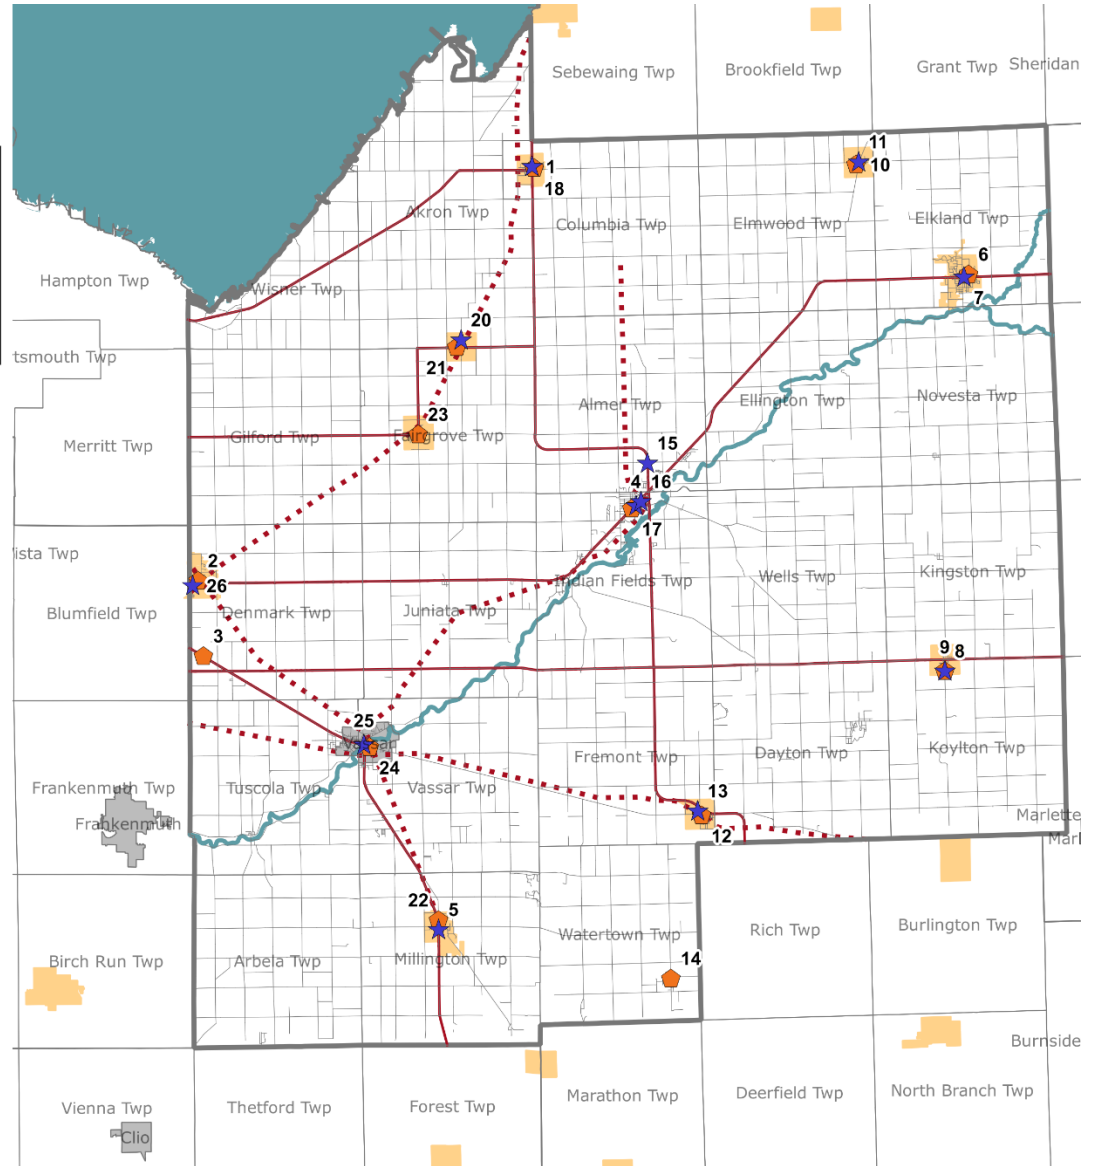 Sebewaing Twp
Brookfield Twp
Grant Twp
Sheridan
11
10
1
18
Akron Twp
Columbia Twp
Elmwood Twp
Elkland Twp
6
7
Hampton Twp
Wisner Twp
20
21
tsmouth Twp
23
Almer Twp
Ellington Twp
Novesta Twp
Merritt Twp
Gilford Twp
Fairgrove Twp
15
4
16
17
ista Twp
2
26
Indian Fields Twp
Wells Twp
Kingston Twp
Blumfield Twp
Denmark Twp
Juniata Twp
3
9
8
25
Vassar
24
Fremont Twp
Dayton Twp
Koylton Twp
Frankenmuth Twp
Tuscola Twp
Vassar Twp
13
12
Frankenmuth
Marlette
Marl
22
5
Watertown Twp
Rich Twp
Burlington Twp
14
Birch Run Twp
Arbela Twp
Millington Twp
Burnside
Marathon Twp
Deerfield Twp
North Branch Twp
Vienna Twp
Thetford Twp
Forest Twp
Clio